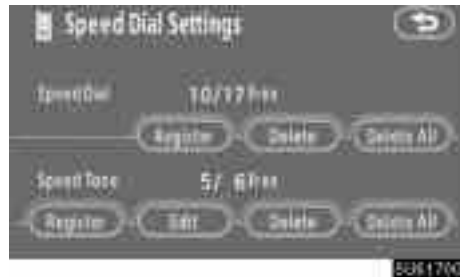 Speed Dial Settings
Speed Dial 10/17 Free
Register Delete Delete All
Speed Tone 5/ 6 Free
Register Edit Delete Delete All